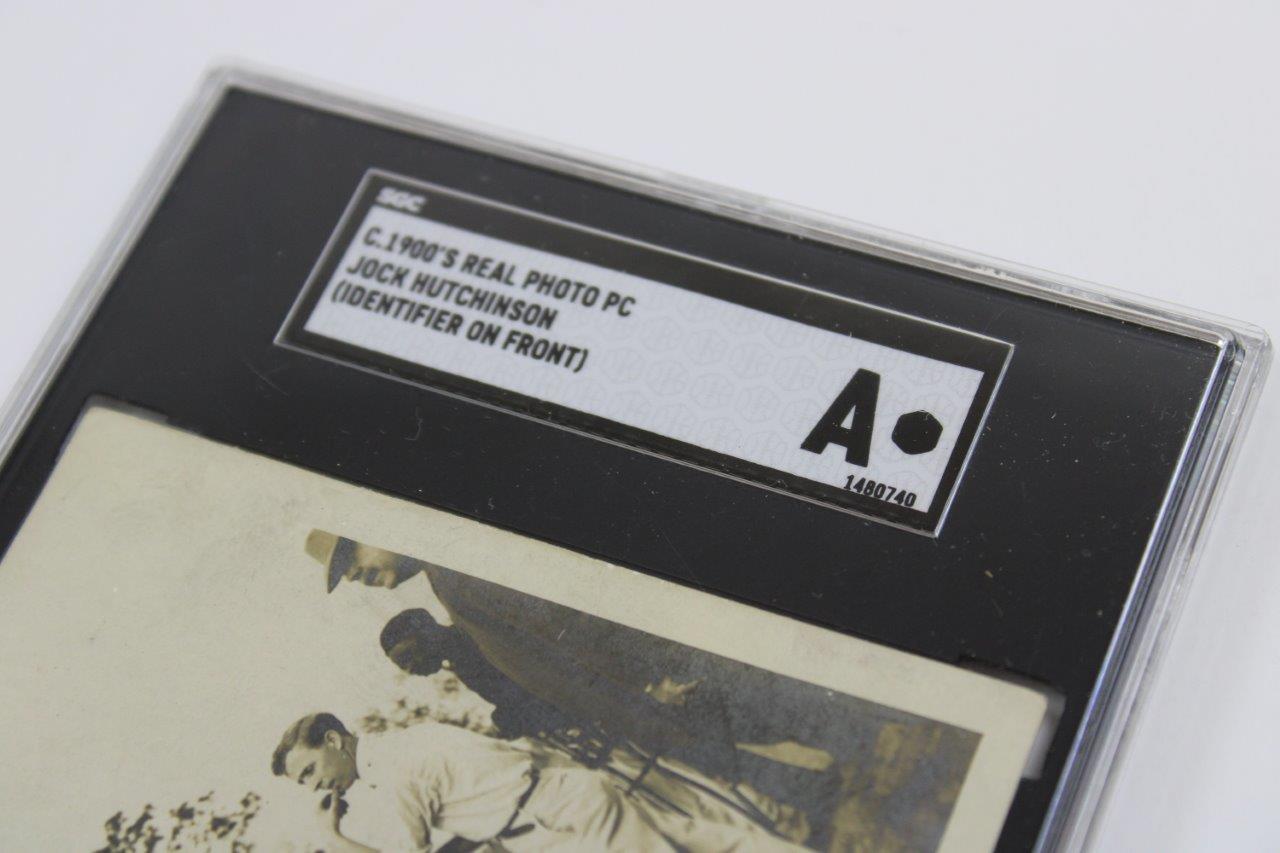 SGC
C.1900'S REAL PHOTO PC
JOCK HUTCHINSON
(IDENTIFIER ON FRONT)
A
1480740